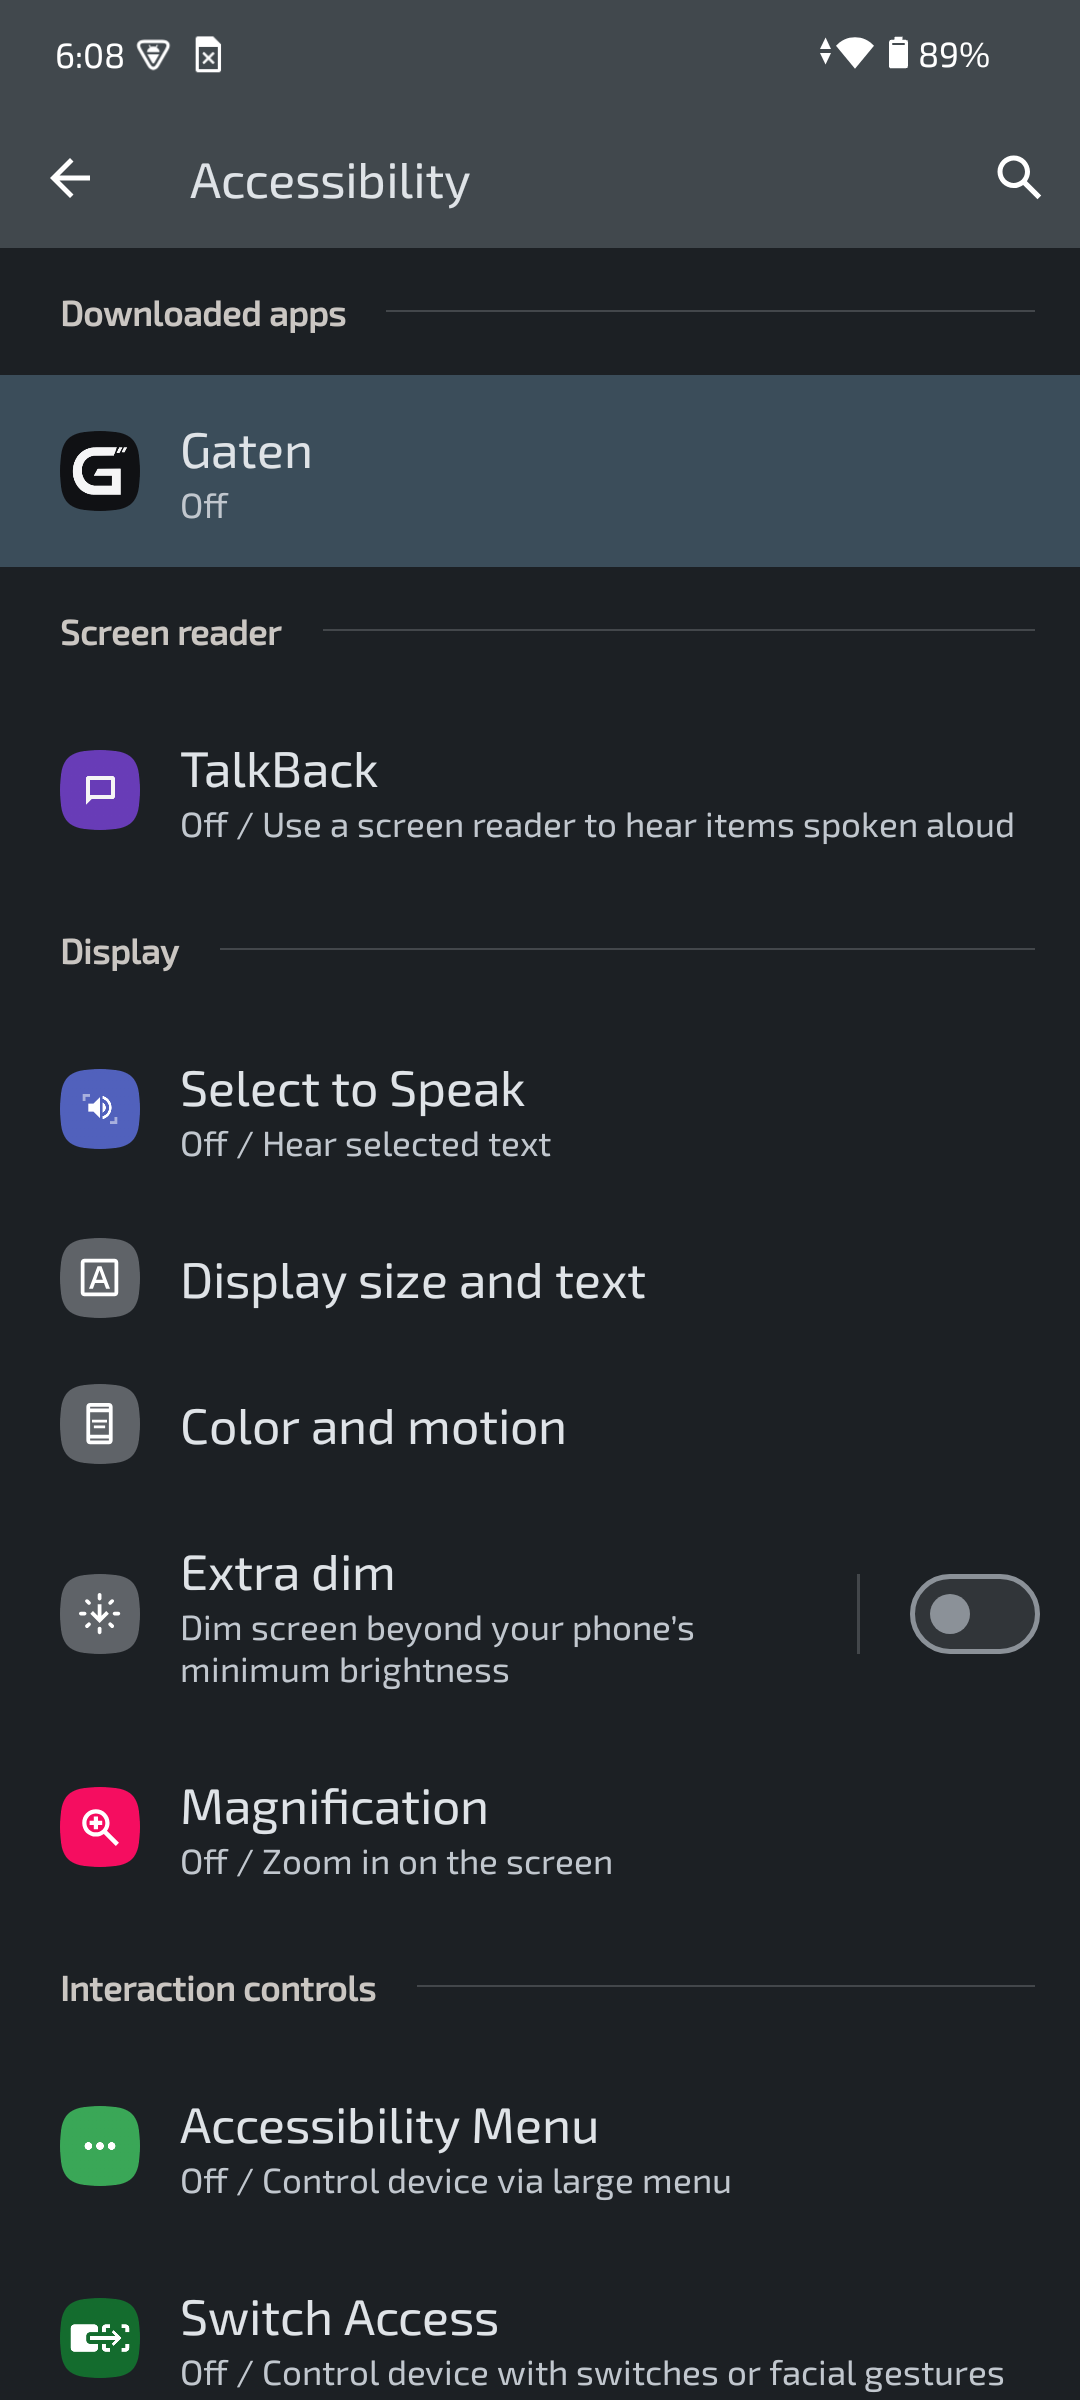 6:08
89%
Accessibility
Downloaded apps
Gaten
Off
Screen reader
TalkBack
Off / Use a screen reader to hear items spoken aloud
Display
Select to Speak
Off / Hear selected text
Display size and text
Color and motion
Extra dim
Dim screen beyond your phone’s
minimum brightness
Magnification
Off / Zoom in on the screen
Interaction controls
Accessibility Menu
Off / Control device via large menu
Switch Access
Off / Control device with switches or facial gestures